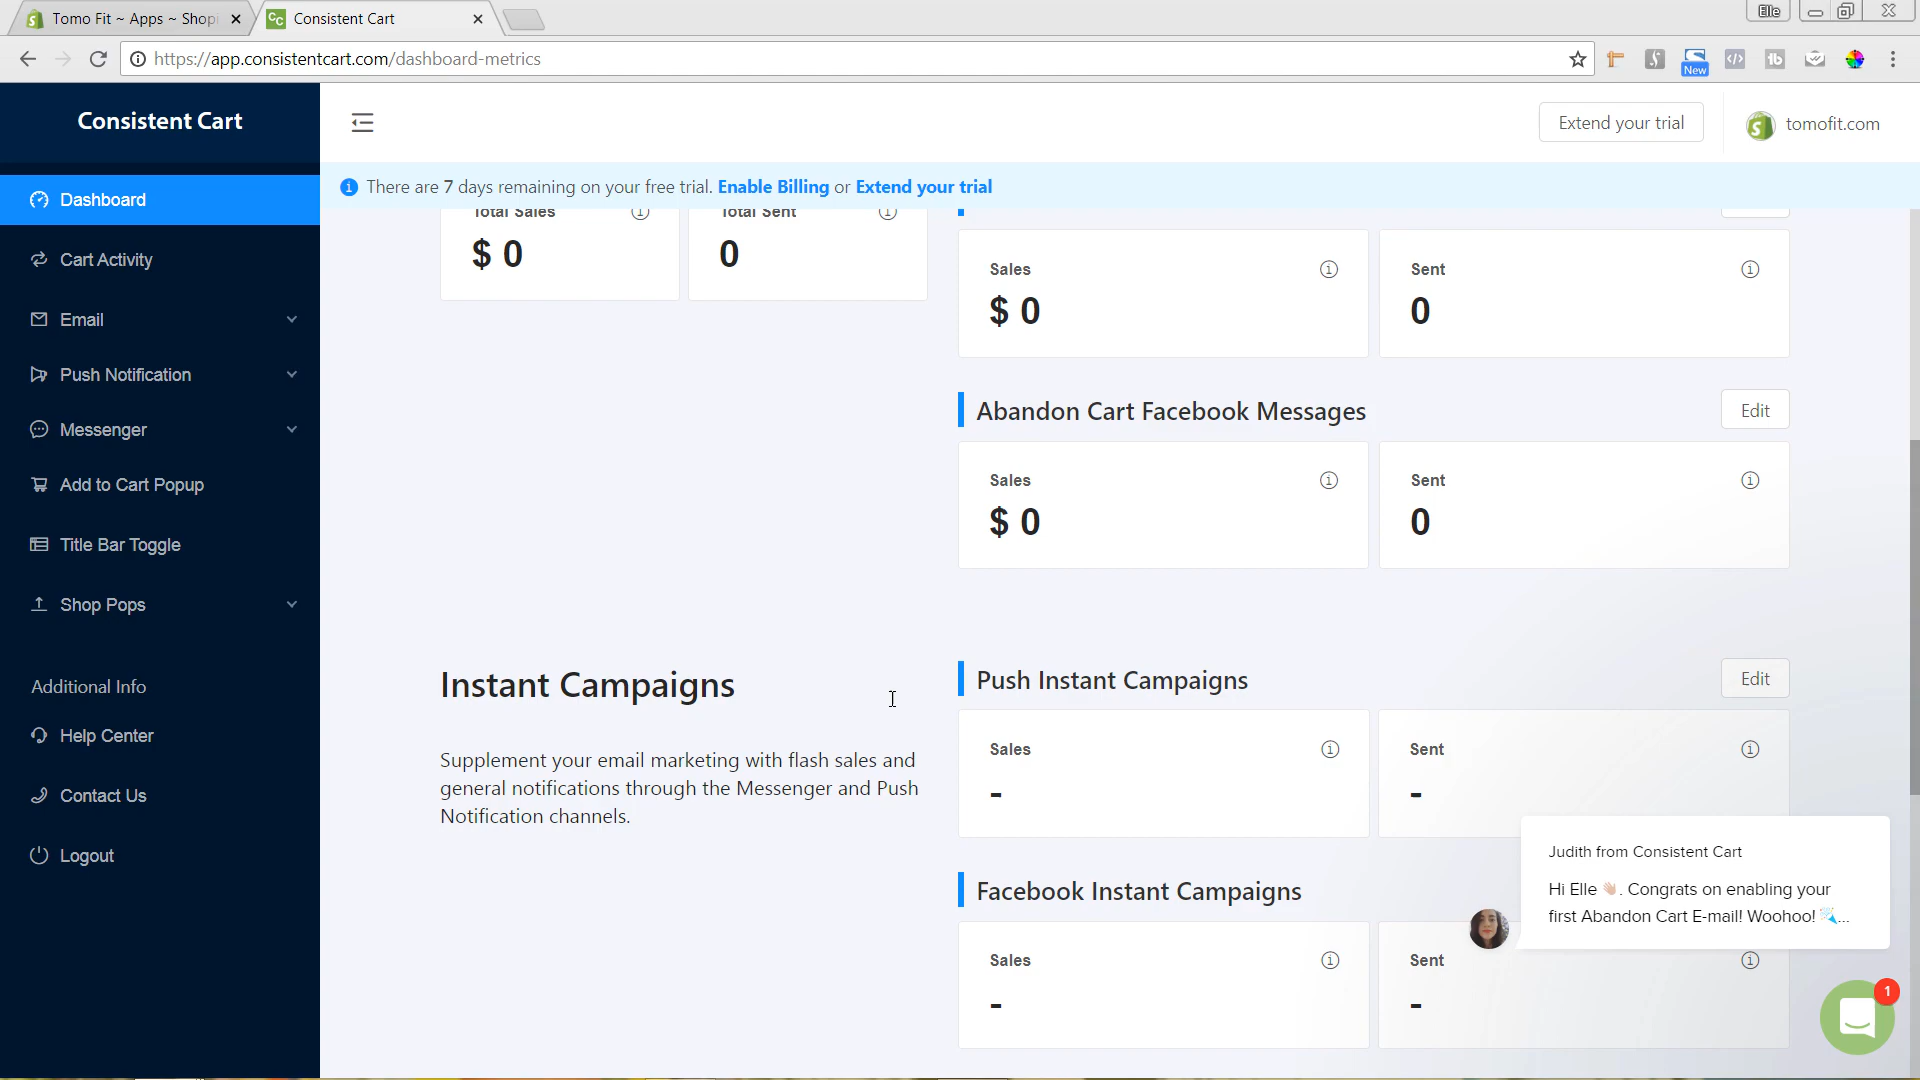 Tomo Fit ~ Apps ~ Shopi
Consistent Cart
Elle
https://app.consistentcart.com/dashboard-metrics
New
Consistent Cart
Extend your trial
tomofit.com
Dashboard
There are 7 days remaining on your free trial. Enable Billing or Extend your trial
Cart Activity
Email
Push Notification
Messenger
Add to Cart Popup
Title Bar Toggle
Shop Pops
Additional Info
Help Center
Contact Us
Logout
Total Sales
$ 0
Total Sent
0
Sales
$ 0
Sent
0
Abandon Cart Facebook Messages
Edit
Sales
$ 0
Sent
0
Instant Campaigns
Supplement your email marketing with flash sales and
general notifications through the Messenger and Push
Notification channels.
Push Instant Campaigns
Edit
Sales
-
Sent
-
Facebook Instant Campaigns
Sales
-
Sent
-
Judith from Consistent Cart
Hi Elle 👋🏻. Congrats on enabling your
first Abandon Cart E-mail! Woohoo! 🎉...
1